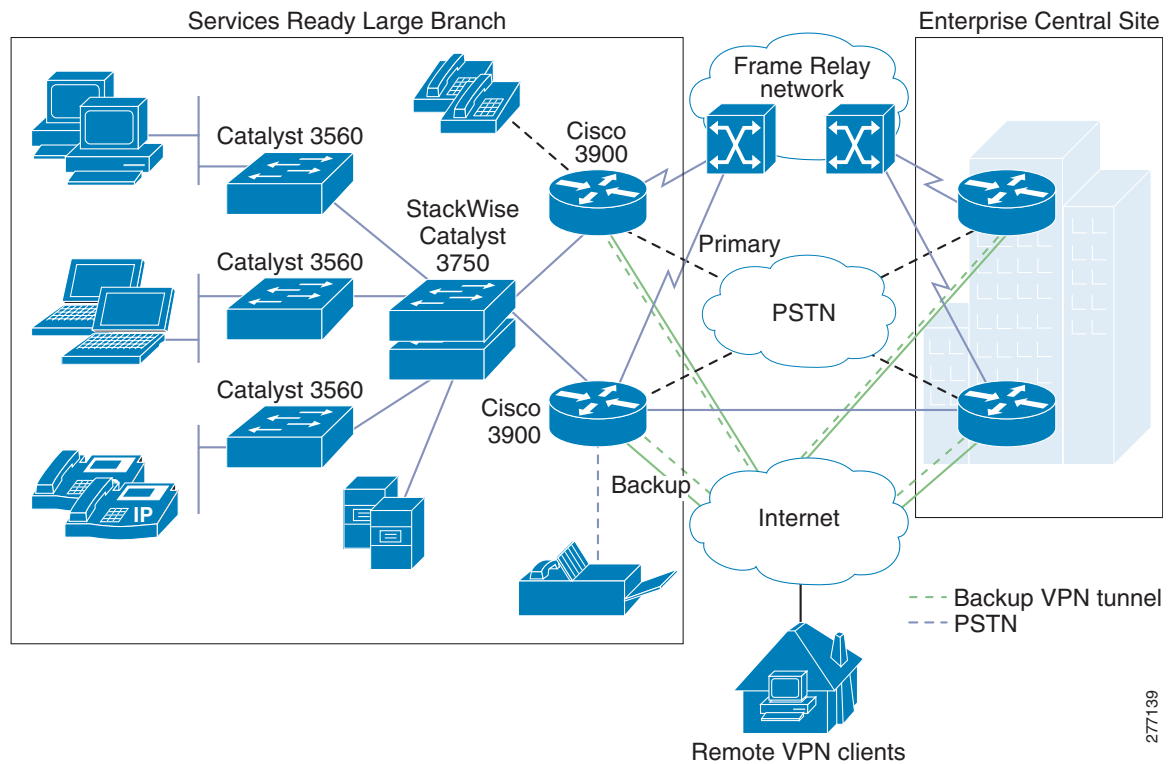 Services Ready Large Branch
Enterprise Central Site
Frame Relay
network
Catalyst 3560
Cisco
3900
StackWise
Catalyst
3750
Primary
Catalyst 3560
PSTN
Catalyst 3560
Cisco
3900
Backup
Internet
IP
Backup VPN tunnel
PSTN
Remote VPN clients
277139